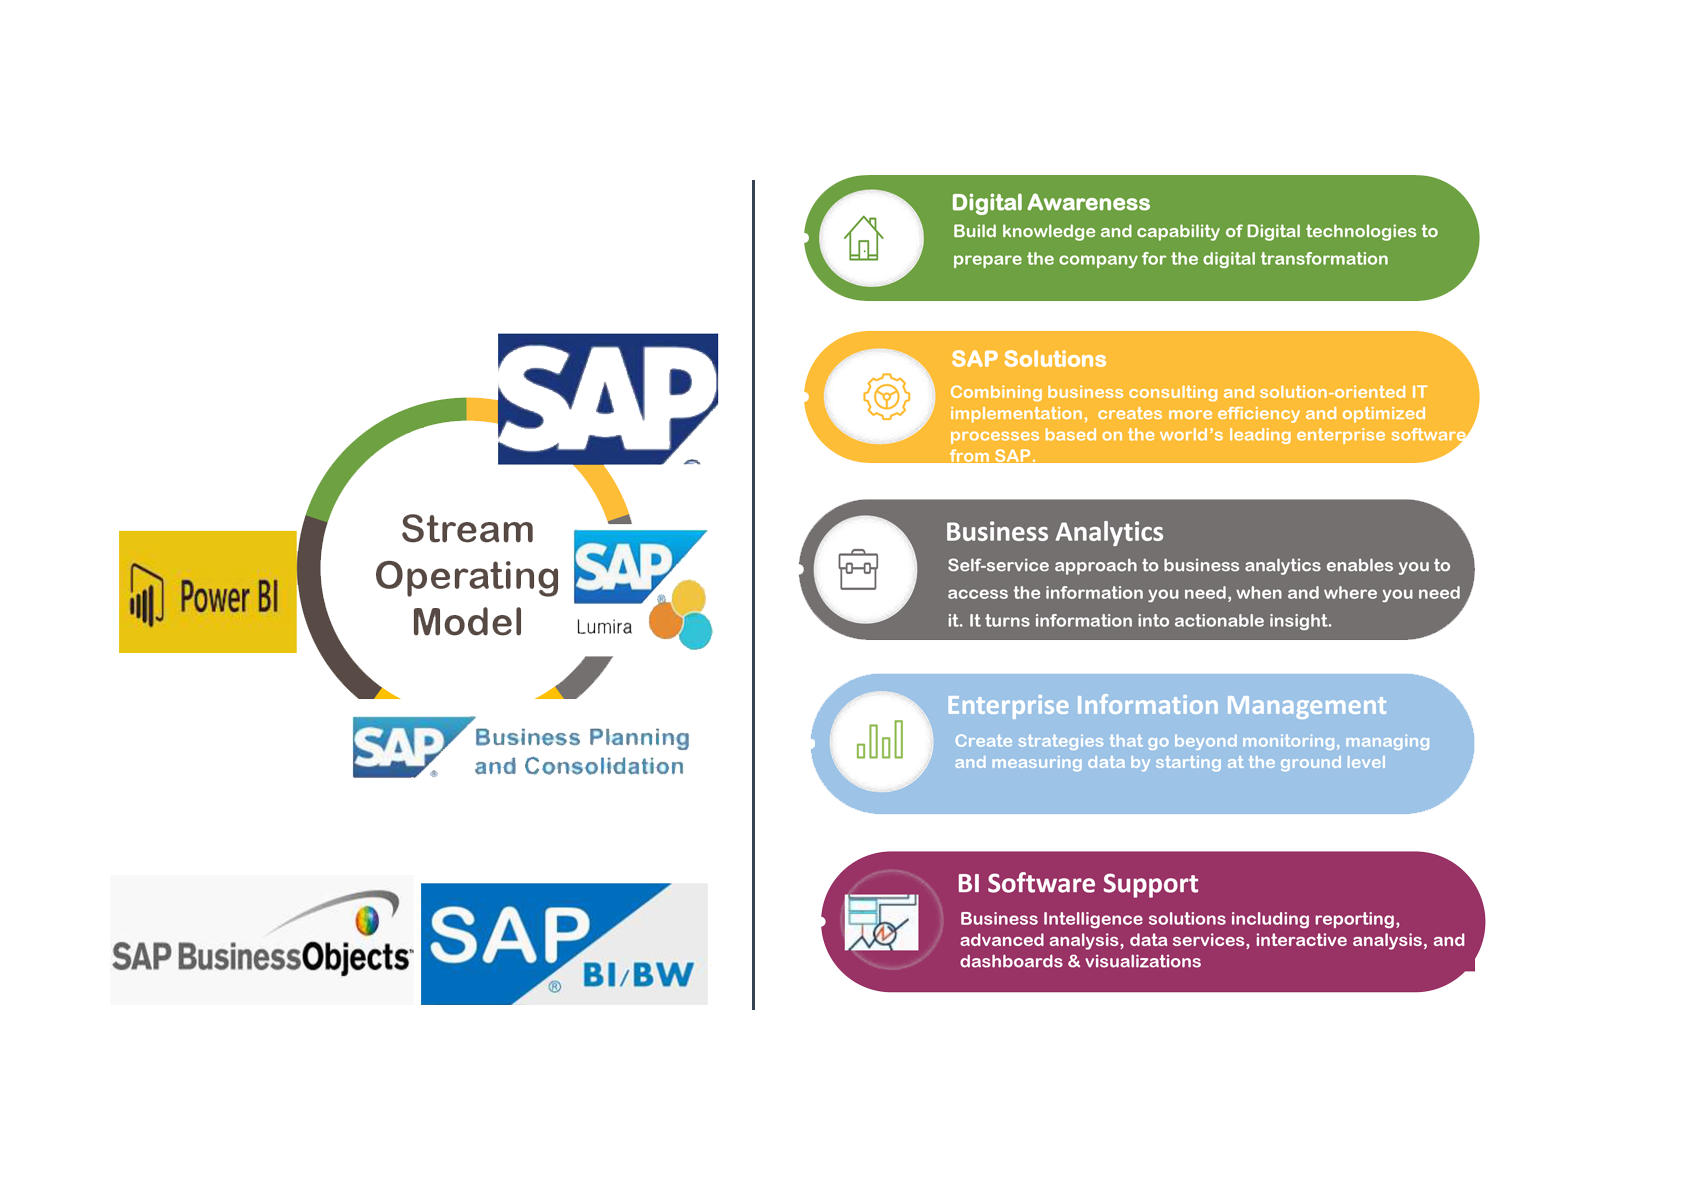 SAP
Stream
Operating
Model
Power BI
SAP
®
Lumira
SAP
®
Business Planning
and Consolidation
SAP BusinessObjects™
SAP
®
BI/BW
Digital Awareness
Build knowledge and capability of Digital technologies to
prepare the company for the digital transformation
SAP Solutions
Combining business consulting and solution-oriented IT
implementation,  creates more efficiency and optimized
processes based on the world's leading enterprise software
from SAP.
Business Analytics
Self-service approach to business analytics enables you to
access the information you need, when and where you need
it. It turns information into actionable insight.
Enterprise Information Management
Create strategies that go beyond monitoring, managing
and measuring data by starting at the ground level
BI Software Support
Business Intelligence solutions including reporting,
advanced analysis, data services, interactive analysis, and
dashboards & visualizations